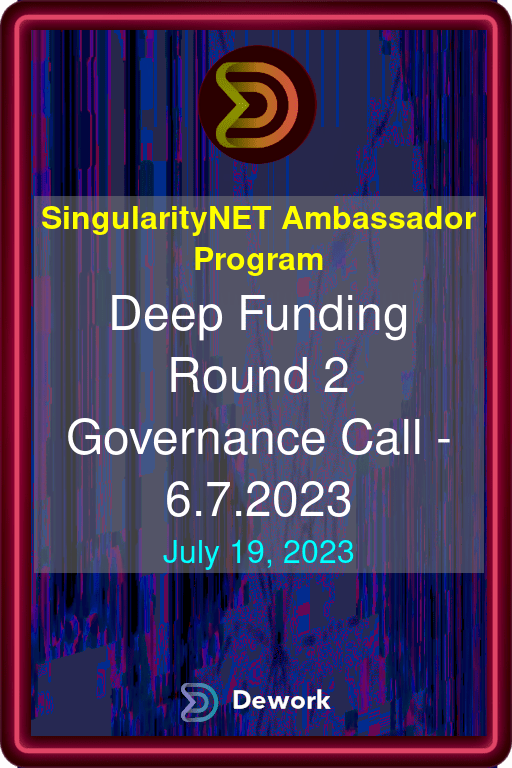 SingularityNET Ambassador
Program
Deep Funding
Round 2
Governance Call -
6.7.2023
July 19, 2023
Dework